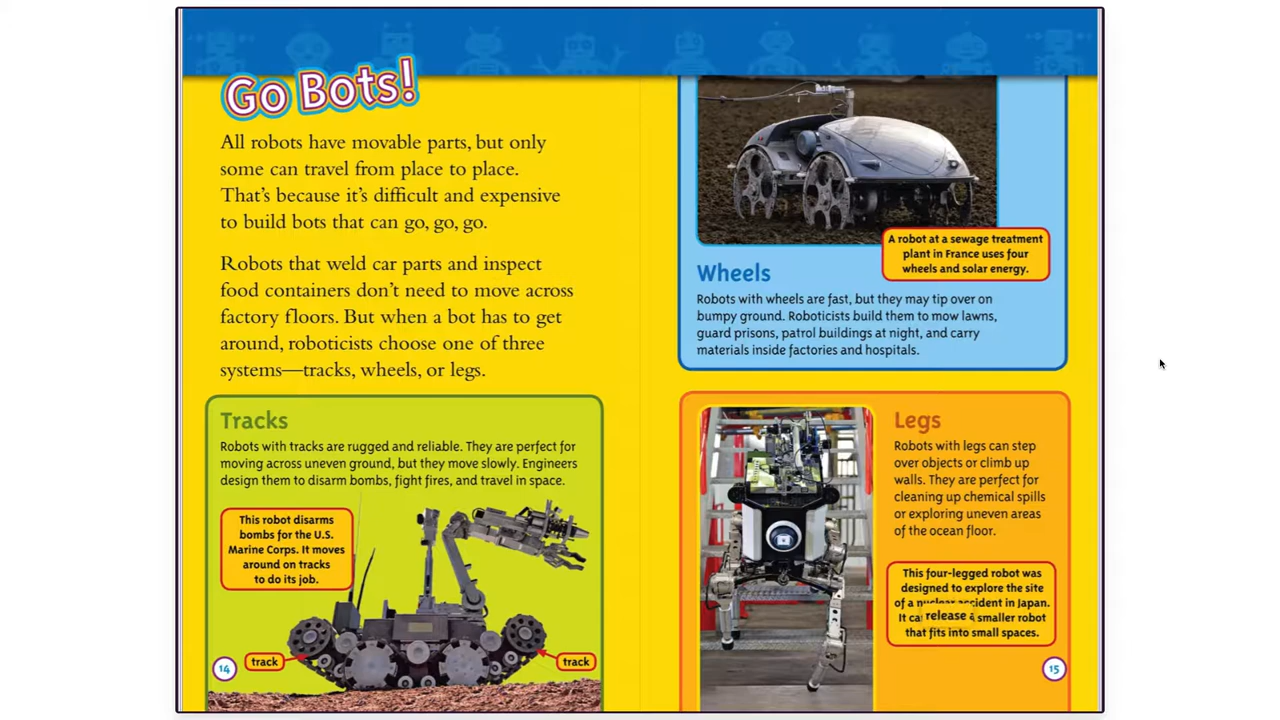 Go Bots!
All robots have movable parts, but only
some can travel from place to place.
That's because it's difficult and expensive
to build bots that can go, go, go.
Robots that weld car parts and inspect
food containers don't need to move across
factory floors. But when a bot has to get
around, roboticists choose one of three
systems—tracks, wheels, or legs.
Tracks
Robots with tracks are rugged and reliable. They are perfect for
moving across uneven ground, but they move slowly. Engineers
design them to disarm bombs, fight fires, and travel in space.
This robot disarms
bombs for the U.S.
Marine Corps. It moves
around on tracks
to do its job.
track
track
14
A robot at a sewage treatment
plant in France uses four
wheels and solar energy.
Wheels
Robots with wheels are fast, but they may tip over on
bumpy ground. Roboticists build them to mow lawns,
guard prisons, patrol buildings at night, and carry
materials inside factories and hospitals.
Legs
Robots with legs can step
over objects or climb up
walls. They are perfect for
cleaning up chemical spills
or exploring uneven areas
of the ocean floor.
This four-legged robot was
designed to explore the site
of a nuclear accident in Japan.
It can release a smaller robot
that fits into small spaces.
15